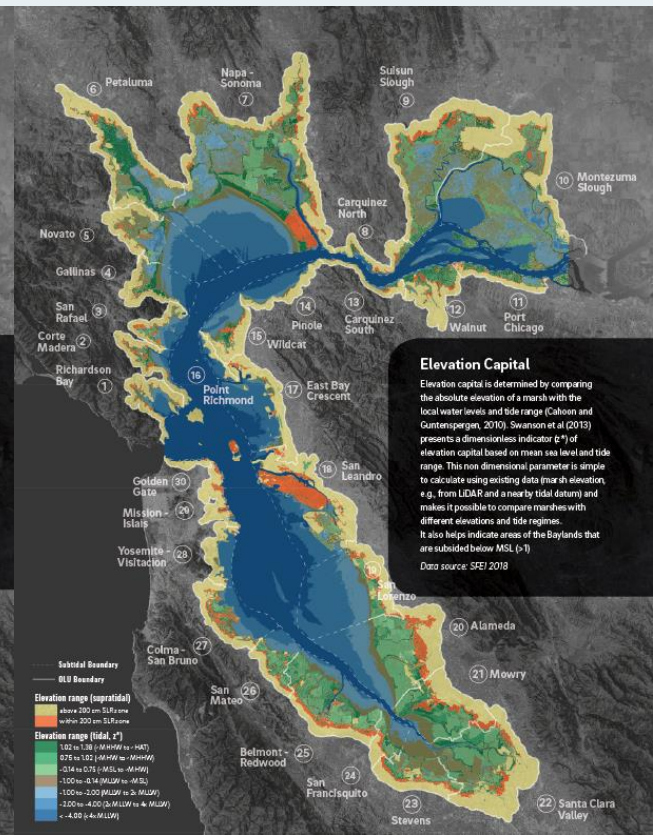 Petaluma
6
Napa -
Sonoma
7
Suisun
Slough
9
10 Montezuma
Slough
Carquinez
North
8
Novato 5
Gallinas
4
San
Rafael 3
Corte
Madera 2
Richardson
Bay 1
14
Pinole
13
Carquinez
South
12
Walnut
11
Port
Chicago
15
Wildcat
16
Point
Richmond
17 East Bay
Crescent
18 San
Leandro
Golden
Gate 30
Mission -
Islais 29
Yosemite -
Visitacion 28
19
San
Lorenzo
20 Alameda
21 Mowry
27
Colma -
San Bruno
San
Mateo 26
Belmont -
Redwood 25
San
Francisquito 24
23
Stevens
22 Santa Clara
Valley
Elevation Capital
Elevation capital is determined by comparing
the absolute elevation of a marsh with the
local water levels and tide range (Cahoon and
Guntenspergen, 2010). Swanson et al (2013)
presents a dimensionless indicator (z*) of
elevation capital based on mean sea level and tide
range. This non dimensional parameter is simple
to calculate using existing data (marsh elevation,
e.g., from LiDAR and a nearby tidal datum) and
makes it possible to compare marshes with
different elevations and tide regimes.
It also helps indicate areas of the Baylands that
are subsided below MSL (>1)
Data source: SFEI 2018
Subtidal Boundary
OLU Boundary
Elevation range (supratidal)
above 200 cm SLR zone
within 200 cm SLR zone
Elevation range (tidal, z*)
1.02 to 1.38 (~MHHW to ~HAT)
0.75 to 1.02 (~MHW to ~MHHW)
-0.14 to 0.75 (~MSL to ~MHW)
-1.00 to -0.14 (MLLW to ~MSL)
-1.00 to -2.00 (MLLW to 2x MLLW)
-2.00 to -4.00 (2x MLLW to 4x MLLW)
< -4.00 (<4x MLLW)